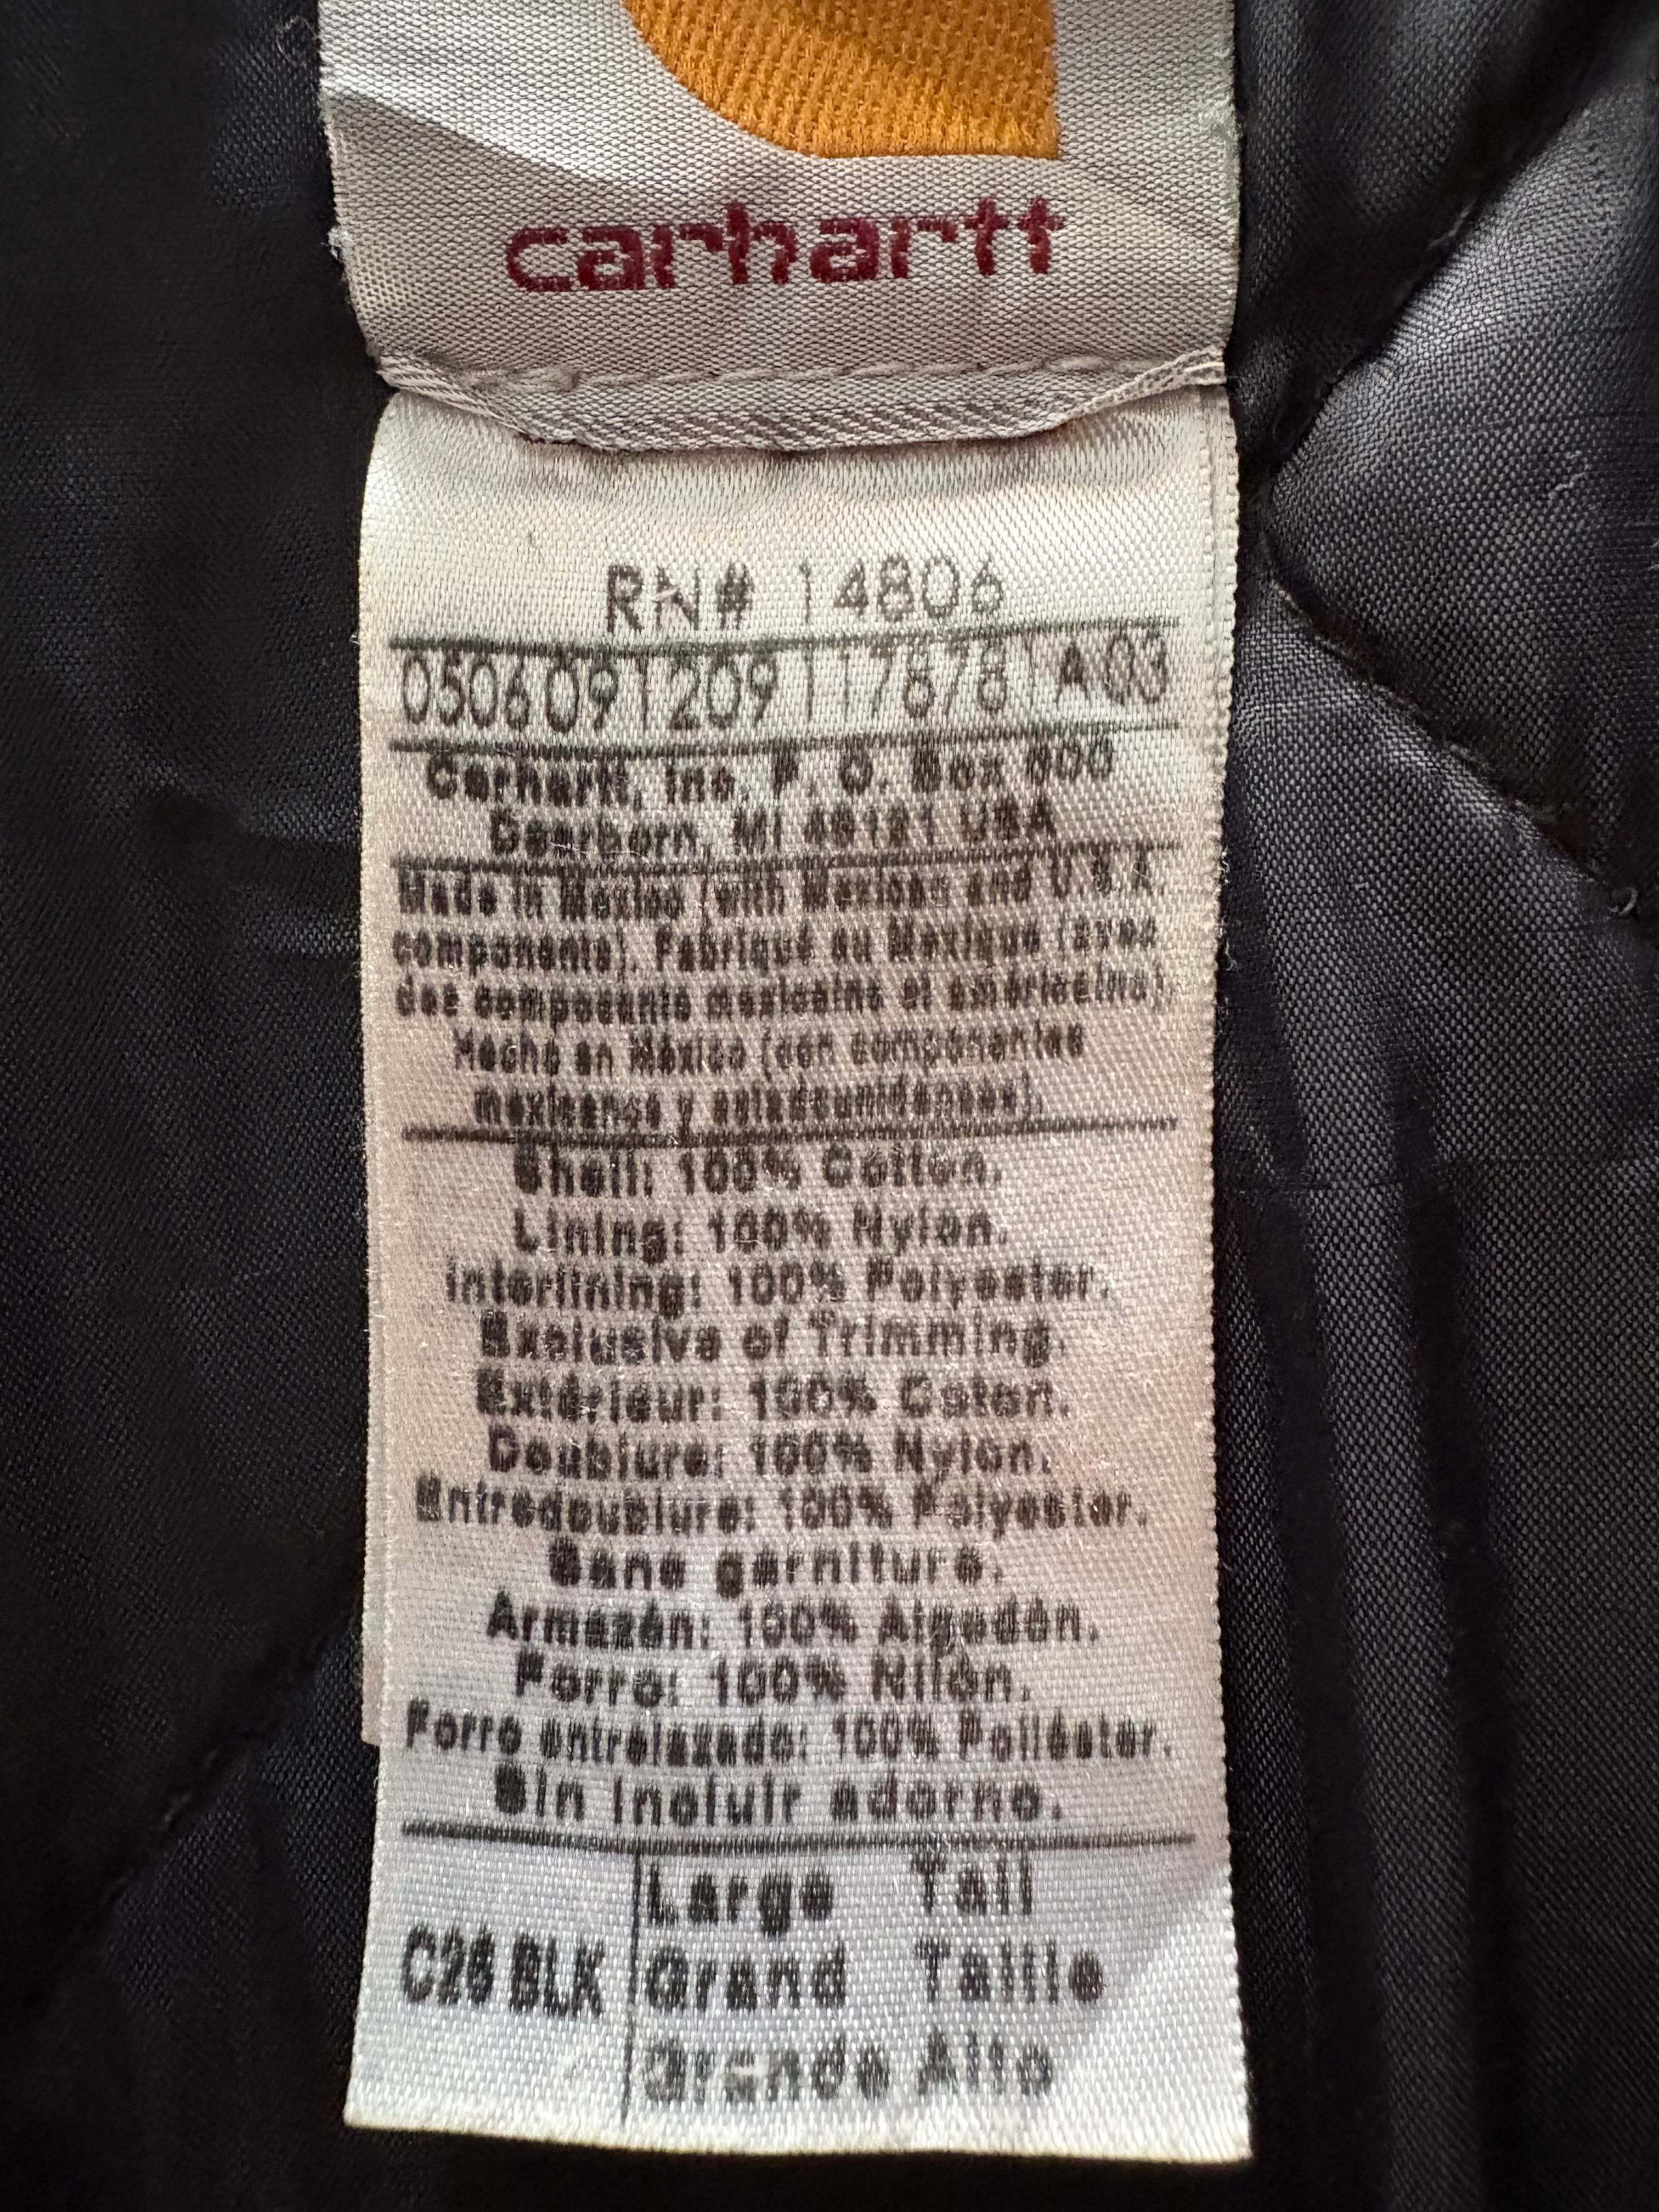 carhartt
RN# 14806
0506091209117878 A03
Carhartt, Inc. P. O. Box 600
Dearborn, MI 48121 USA
Made in Mexico (with Mexican and U.S.A.
components). Fabriqué au Mexique (avec
des composants mexicains et américains).
Hecho en México (con componentes
mexicanos y estadounidenses).
Shell: 100% Cotton.
Lining: 100% Nylon.
Interlining: 100% Polyester.
Exclusive of Trimming.
Extérieur: 100% Coton.
Doublure: 100% Nylon.
Entredoublure: 100% Polyester.
Sans garniture.
Armazón: 100% Algodón.
Forro: 100% Nilón.
Forro entrelazado: 100% Poliéster.
Sin incluir adorno.
Large Tall
C26 BLK Grand Taille
Grande Alto